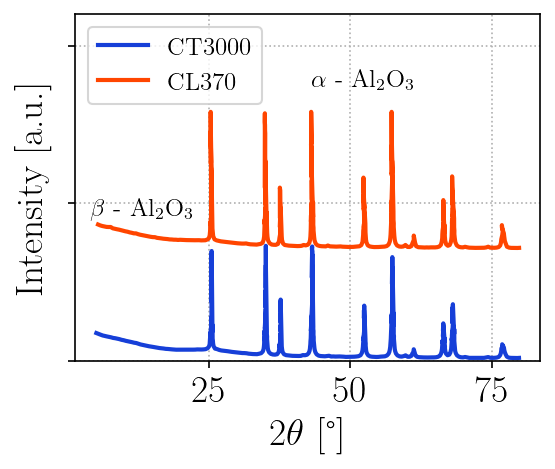 CT3000
CL370
α - Al₂O₃
β - Al₂O₃
Intensity [a.u.]
25 50 75
2θ [°]